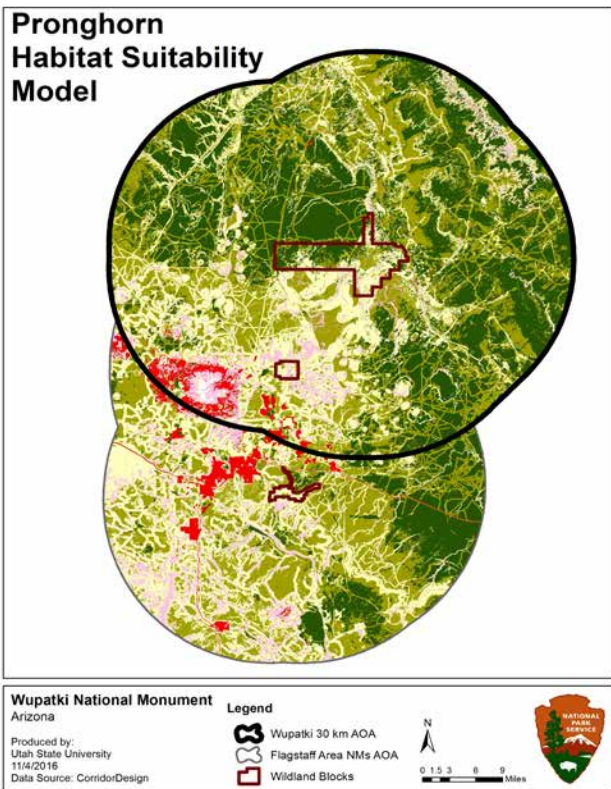 Pronghorn
Habitat Suitability
Model
Wupatki National Monument
Arizona
Produced by:
Utah State University
11/4/2016
Data Source: CorridorDesign
Legend
Wupatki 30 km AOA
Flagstaff Area NMs AOA
Wildland Blocks
N
0 1.5 3 6 9
Miles
NATIONAL
PARK
SERVICE